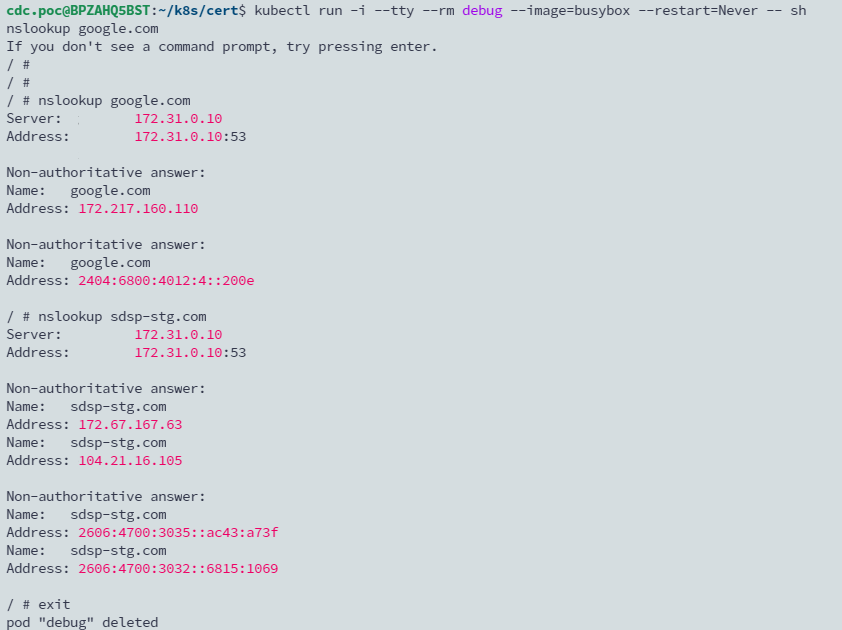 cdc.poc@BPZAHQ5BST:~/k8s/cert$ kubectl run -i --tty --rm debug --image=busybox --restart=Never -- sh
nslookup google.com
If you don't see a command prompt, try pressing enter.
/ #
/ #
/ # nslookup google.com
Server: 172.31.0.10
Address: 172.31.0.10:53
Non-authoritative answer:
Name: google.com
Address: 172.217.160.110
Non-authoritative answer:
Name: google.com
Address: 2404:6800:4012:4::200e
/ # nslookup sdsp-stg.com
Server: 172.31.0.10
Address: 172.31.0.10:53
Non-authoritative answer:
Name: sdsp-stg.com
Address: 172.67.167.63
Name: sdsp-stg.com
Address: 104.21.16.105
Non-authoritative answer:
Name: sdsp-stg.com
Address: 2606:4700:3035::ac43:a73f
Name: sdsp-stg.com
Address: 2606:4700:3032::6815:1069
/ # exit
pod "debug" deleted